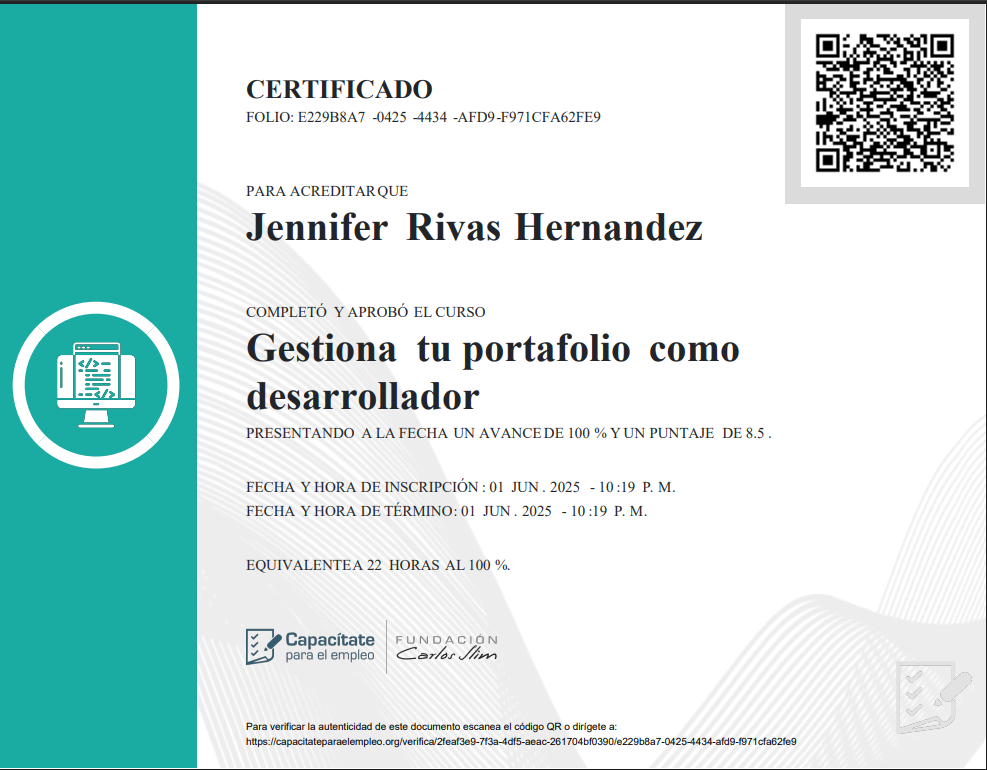 CERTIFICADO
FOLIO: E229B8A7 -0425 -4434 -AFD9-F971CFA62FE9
PARA ACREDITAR QUE
Jennifer Rivas Hernandez
COMPLETÓ Y APROBÓ EL CURSO
Gestiona tu portafolio como
desarrollador
PRESENTANDO A LA FECHA UN AVANCE DE 100 % Y UN PUNTAJE DE 8.5 .
FECHA Y HORA DE INSCRIPCIÓN : 01 JUN . 2025 - 10 :19 P. M.
FECHA Y HORA DE TÉRMINO: 01 JUN . 2025 - 10 :19 P. M.
EQUIVALENTE A 22 HORAS AL 100 %.
Capacítate
para el empleo
FUNDACIÓN
Carlos Slim
Para verificar la autenticidad de este documento escanea el código QR o dirígete a:
https://capacitateparaelempleo.org/verifica/2feaf3e9-7f3a-4df5-aeac-261704bf0390/e229b8a7-0425-4434-afd9-f971cfa62fe9